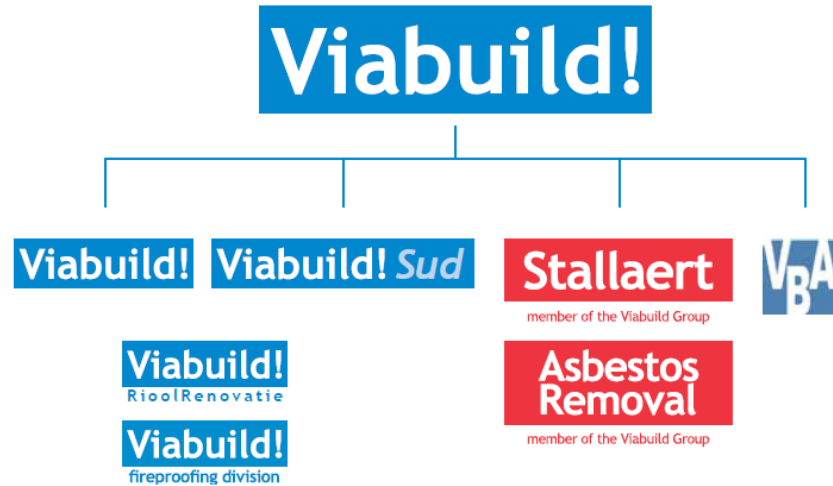 Viabuild!
Viabuild!
Viabuild! Sud
Stallaert
member of the Viabuild Group
VBA
Viabuild!
RioolRenovatie
Viabuild!
fireproofing division
Asbestos
Removal
member of the Viabuild Group